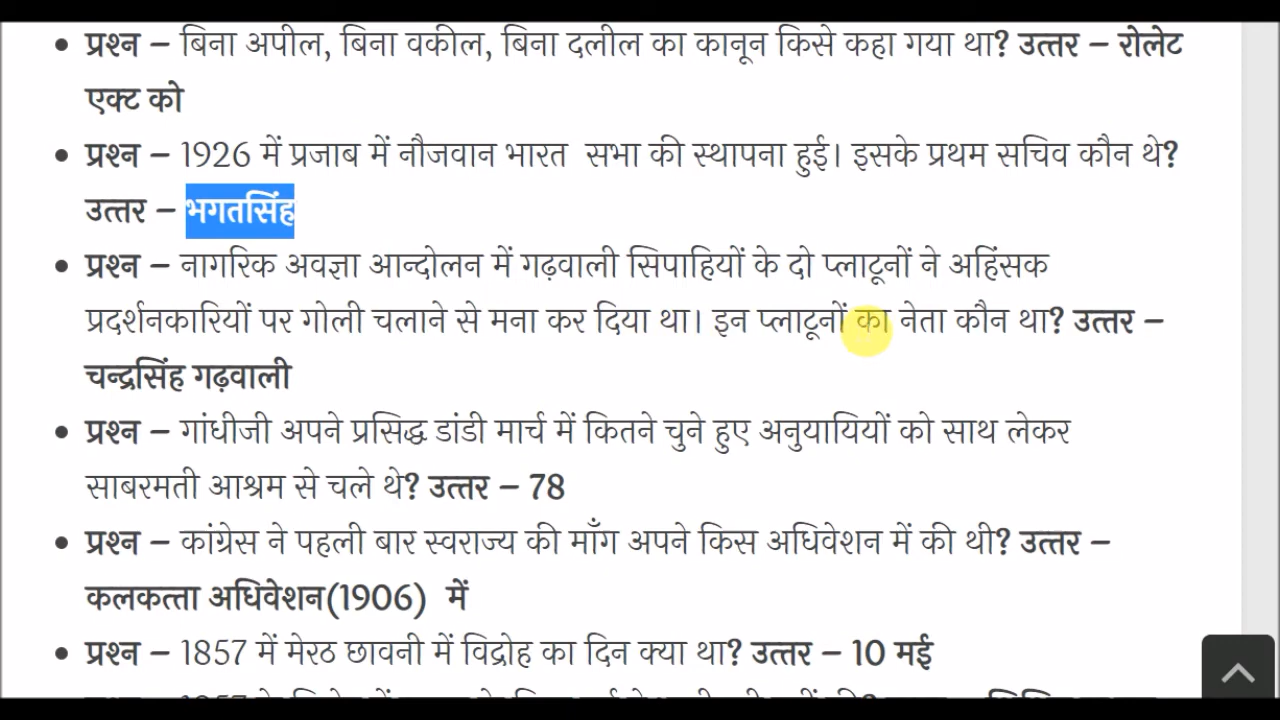 • प्रश्न – बिना अपील, बिना वकील, बिना दलील का कानून किसे कहा गया था? उत्तर – रोलेट
एक्ट को
• प्रश्न – 1926 में प्रजाब में नौजवान भारत सभा की स्थापना हुई। इसके प्रथम सचिव कौन थे?
उत्तर – भगतसिंह
• प्रश्न – नागरिक अवज्ञा आन्दोलन में गढ़वाली सिपाहियों के दो प्लाटूनों ने अहिंसक
प्रदर्शनकारियों पर गोली चलाने से मना कर दिया था। इन प्लाटूनों का नेता कौन था? उत्तर –
चन्द्रसिंह गढ़वाली
• प्रश्न – गांधीजी अपने प्रसिद्ध डांडी मार्च में कितने चुने हुए अनुयायियों को साथ लेकर
साबरमती आश्रम से चले थे? उत्तर – 78
• प्रश्न – कांग्रेस ने पहली बार स्वराज्य की माँग अपने किस अधिवेशन में की थी? उत्तर –
कलकत्ता अधिवेशन(1906) में
• प्रश्न – 1857 में मेरठ छावनी में विद्रोह का दिन क्या था? उत्तर – 10 मई